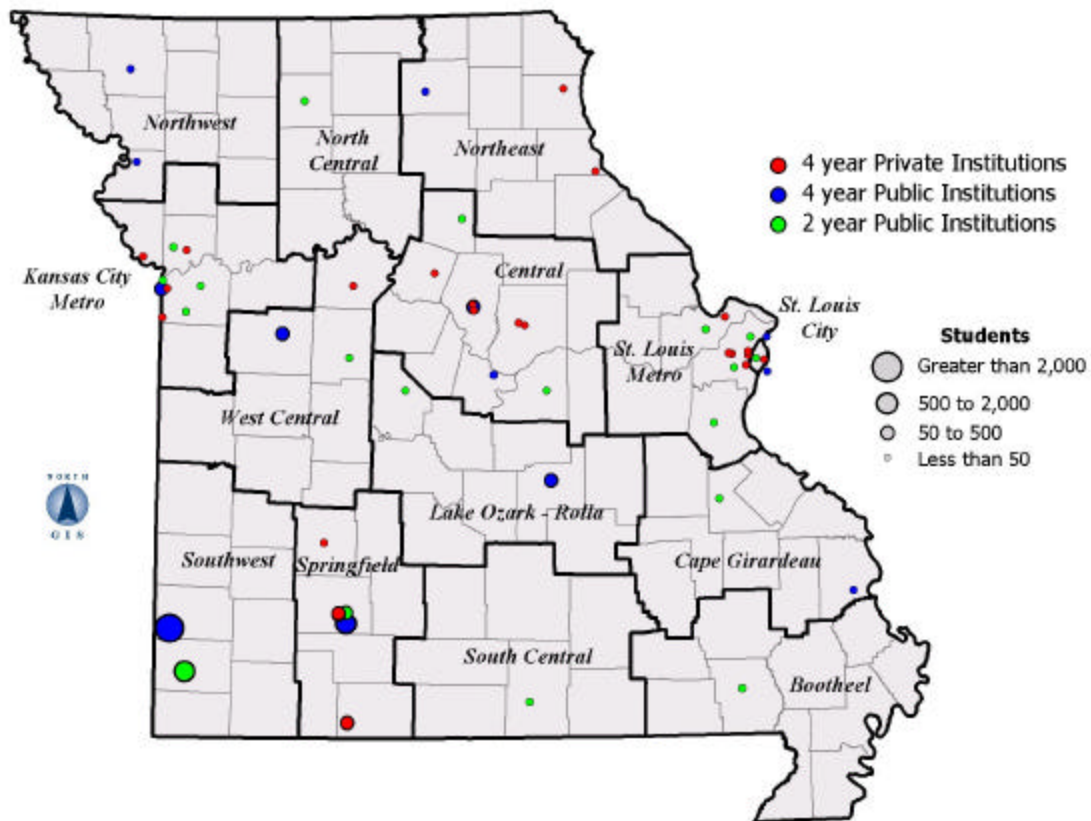 Northwest
North
Central
Northeast
4 year Private Institutions
4 year Public Institutions
2 year Public Institutions
Kansas City
Metro
Central
St. Louis
City
St. Louis
Metro
Students
Greater than 2,000
500 to 2,000
50 to 500
Less than 50
West Central
NORTH
GIS
Lake Ozark - Rolla
Southwest
Springfield
Cape Girardeau
South Central
Bootheel